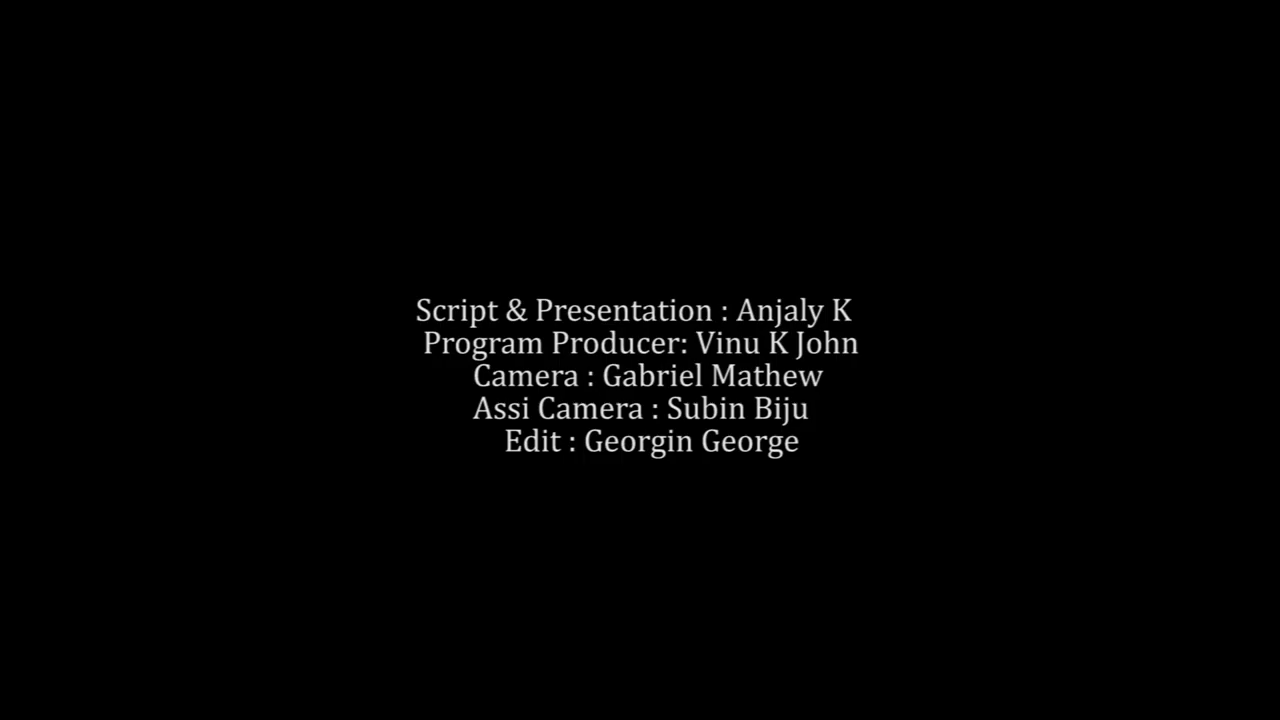 Script & Presentation : Anjaly K
Program Producer: Vinu K John
Camera : Gabriel Mathew
Assi Camera : Subin Biju
Edit : Georgin George